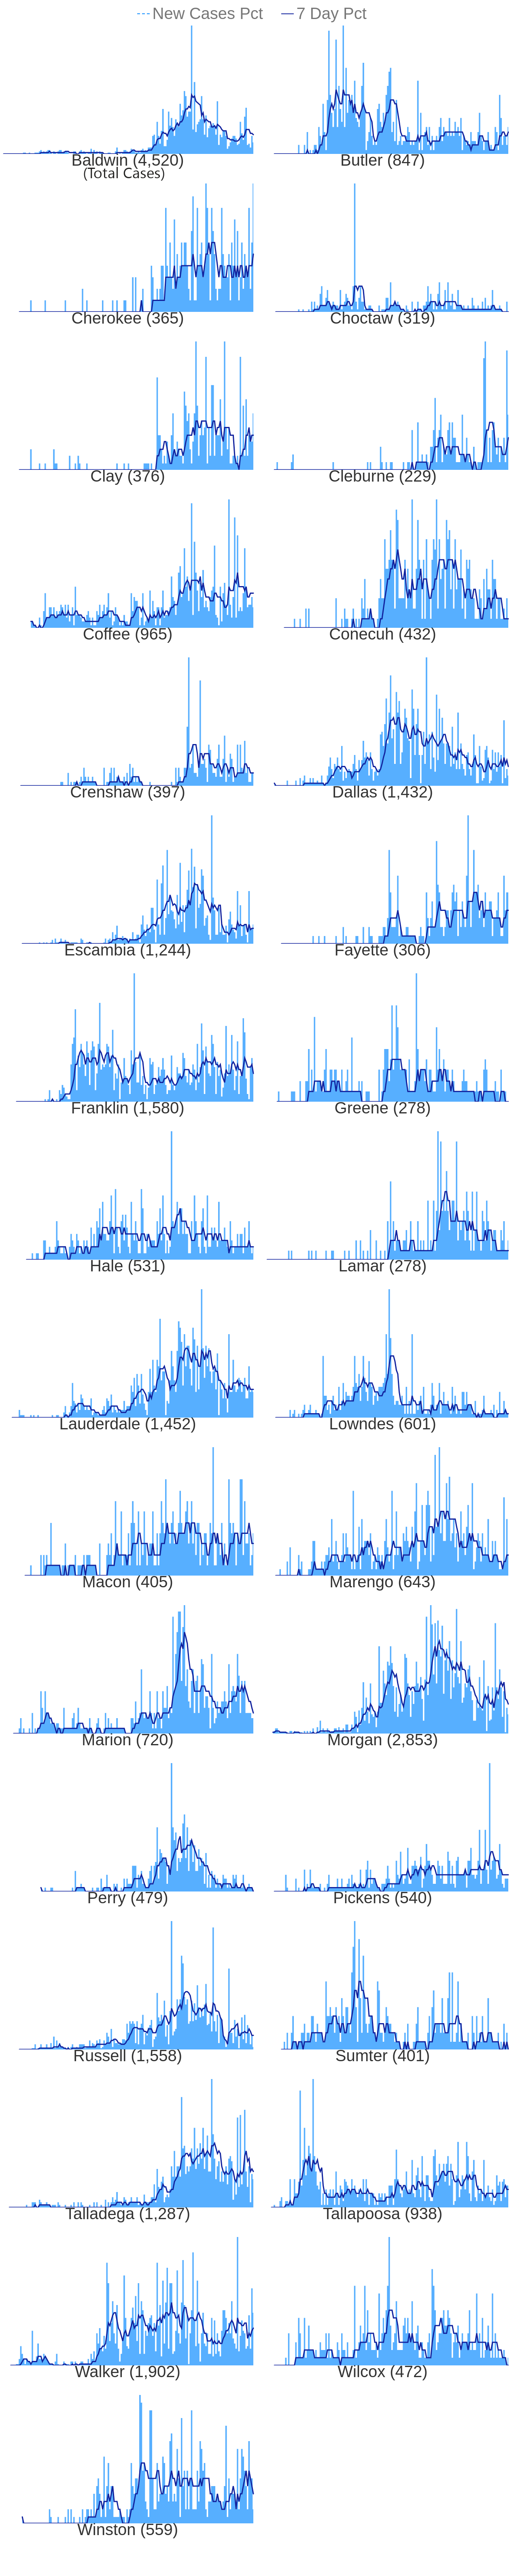 New Cases Pct 7 Day Pct
Baldwin (4,520) Butler (847)
(Total Cases)
Cherokee (365) Choctaw (319)
Clay (376) Cleburne (229)
Coffee (965) Conecuh (432)
Crenshaw (397) Dallas (1,432)
Escambia (1,244) Fayette (306)
Franklin (1,580) Greene (278)
Hale (531) Lamar (278)
Lauderdale (1,452) Lowndes (601)
Macon (405) Marengo (643)
Marion (720) Morgan (2,853)
Perry (479) Pickens (540)
Russell (1,558) Sumter (401)
Talladega (1,287) Tallapoosa (938)
Walker (1,902) Wilcox (472)
Winston (559)